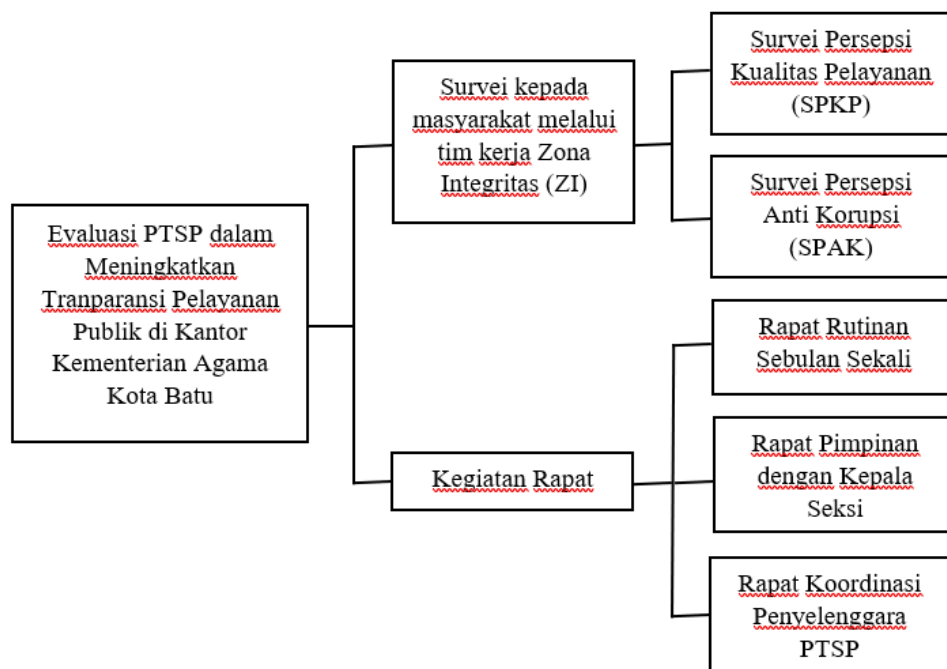 Evaluasi PTSP dalam
Meningkatkan
Tranparansi Pelayanan
Publik di Kantor
Kementerian Agama
Kota Batu
Survei kepada
masyarakat melalui
tim kerja Zona
Integritas (ZI)
Survei Persepsi
Kualitas Pelayanan
(SPKP)
Survei Persepsi
Anti Korupsi
(SPAK)
Kegiatan Rapat
Rapat Rutinan
Sebulan Sekali
Rapat Pimpinan
dengan Kepala
Seksi
Rapat Koordinasi
Penyelenggara
PTSP